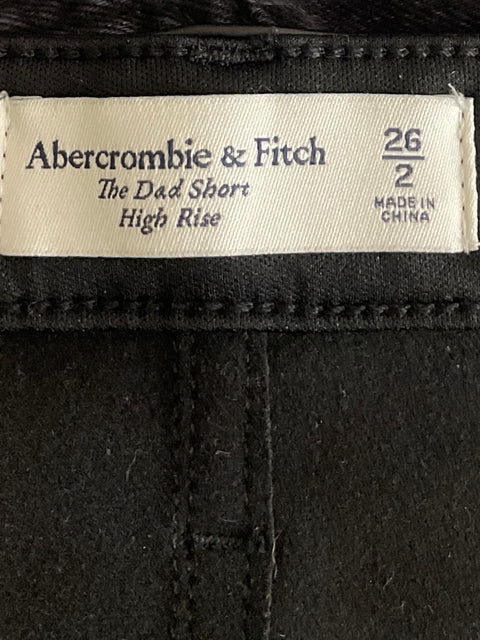 Abercrombie & Fitch
The Dad Short
High Rise
26
2
MADE IN
CHINA